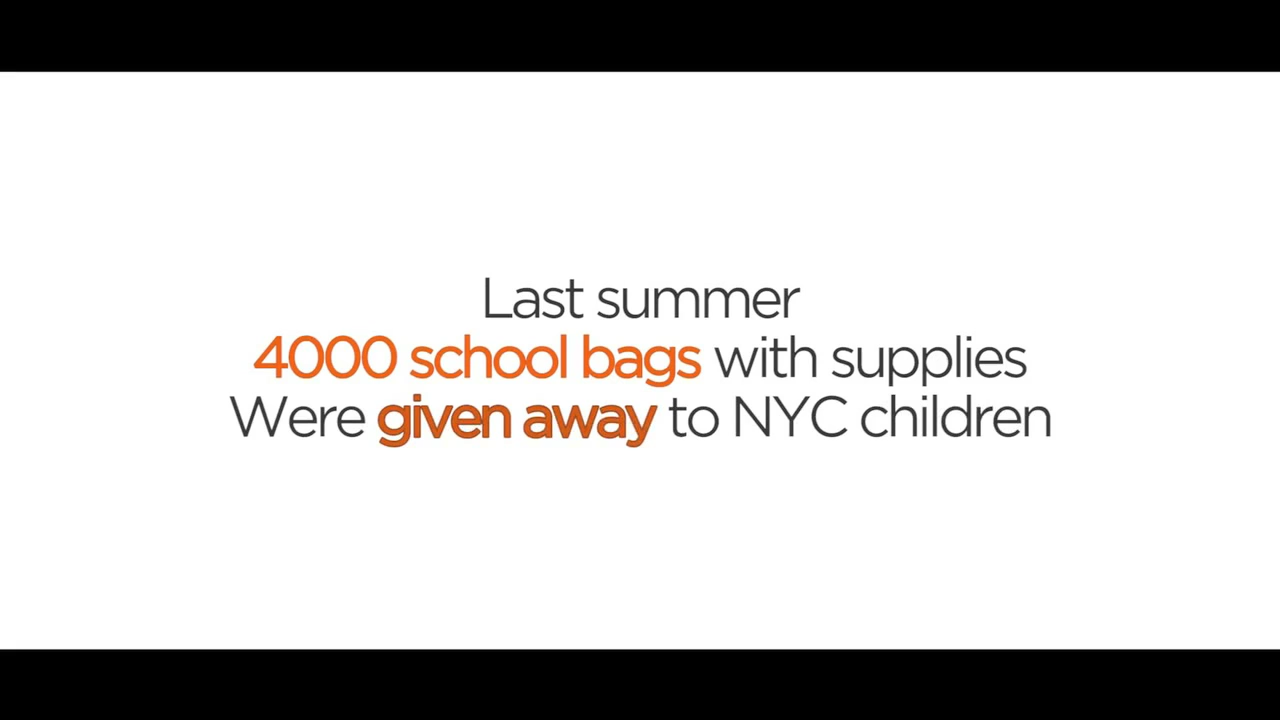 Last summer
4000 school bags with supplies
Were given away to NYC children